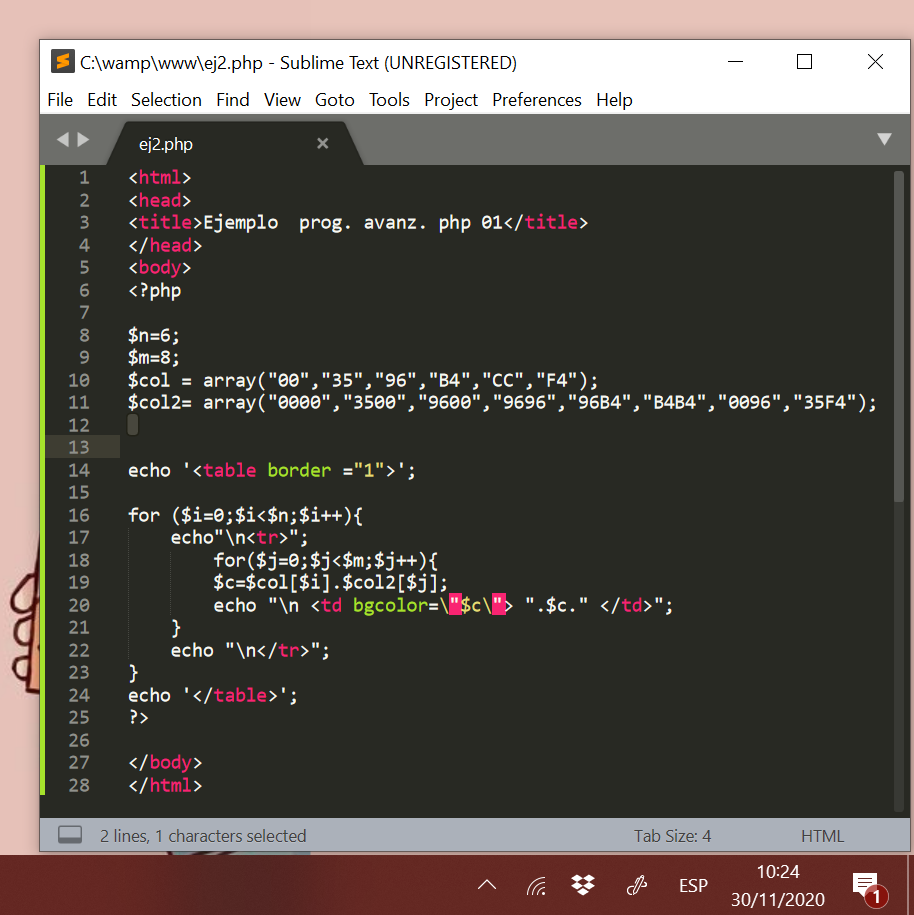 C:\wamp\www\ej2.php - Sublime Text (UNREGISTERED)
File Edit Selection Find View Goto Tools Project Preferences Help
ej2.php
1 <html>
2 <head>
3 <title>Ejemplo  prog. avanz. php 01</title>
4 </head>
5 <body>
6 <?php
7
8 $n=6;
9 $m=8;
10 $col = array("00","35","96","B4","CC","F4");
11 $col2= array("0000","3500","9600","9696","96B4","B4B4","0096","35F4");
12
13
14 echo '<table border ="1">';
15
16 for ($i=0;$i<$n;$i++){
17     echo"\n<tr>";
18         for($j=0;$j<$m;$j++){
19         $c=$col[$i].$col2[$j];
20         echo "\n <td bgcolor=\"$c\"> ".$c." </td>";
21     }
22     echo "\n</tr>";
23 }
24 echo '</table>';
25 ?>
26
27 </body>
28 </html>
2 lines, 1 characters selected Tab Size: 4 HTML
ESP
10:24
30/11/2020
1